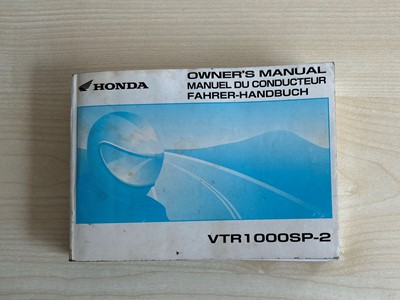 HONDA
OWNER'S MANUAL
MANUEL DU CONDUCTEUR
FAHRER-HANDBUCH
VTR1000SP-2